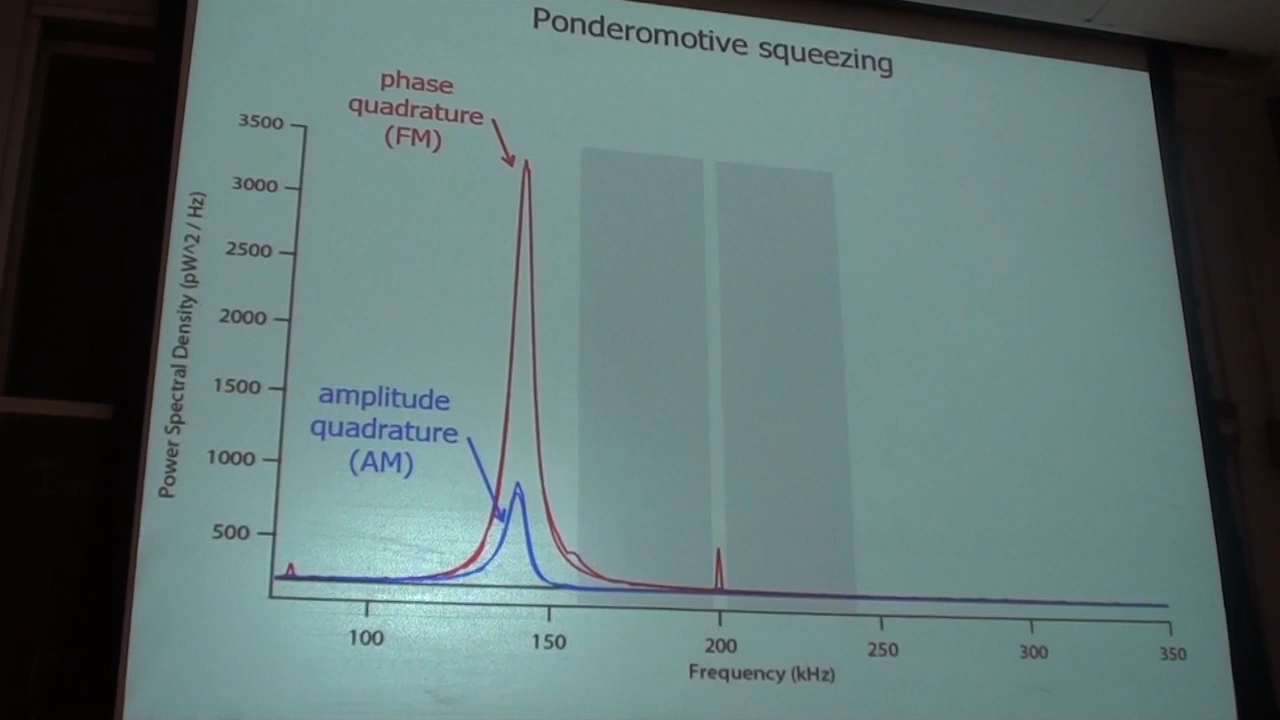 Ponderomotive squeezing
phase
quadrature
(FM)
3500
3000
2500
2000
1500
1000
500
Power Spectral Density (pW^2 / Hz)
amplitude
quadrature
(AM)
100
150
200
250
300
350
Frequency (kHz)